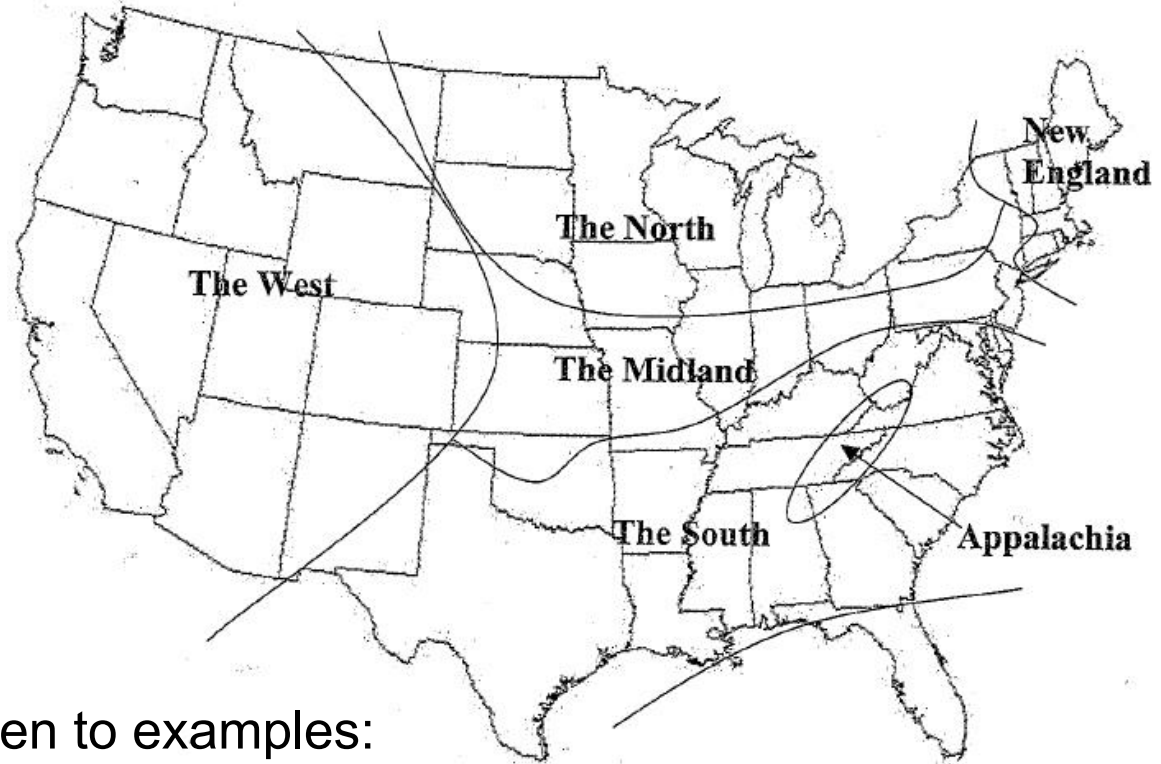 New
England
The North
The West
The Midland
The South
Appalachia
en to examples: